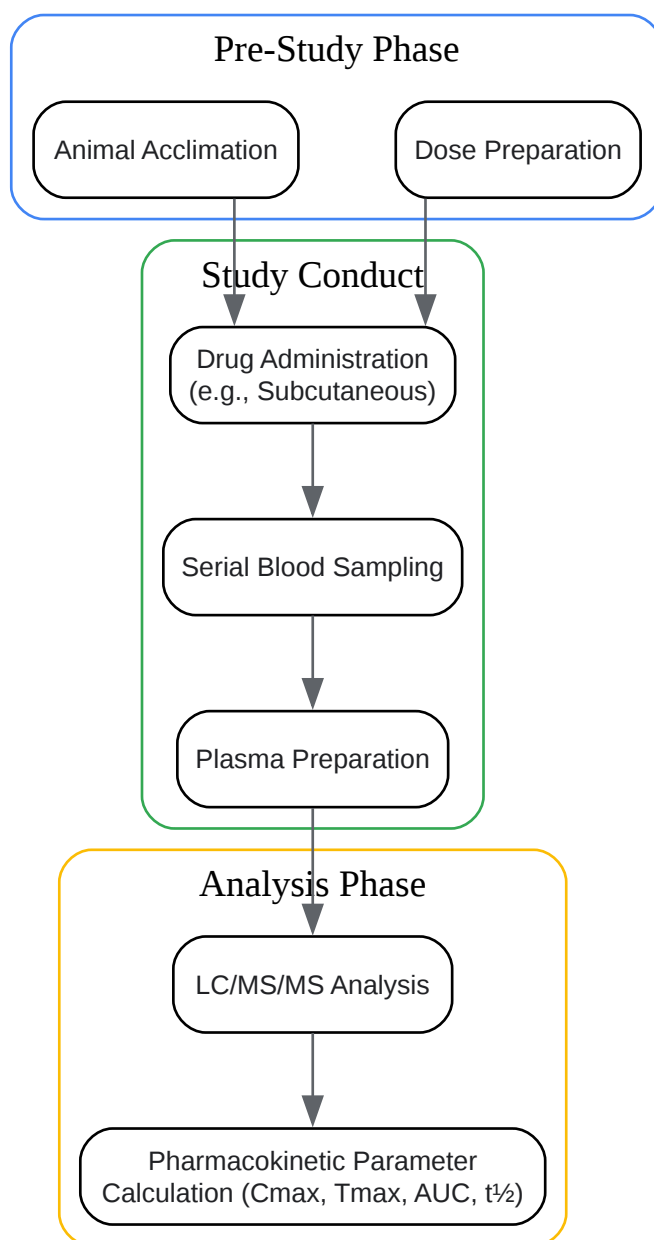 Pre-Study Phase
Animal Acclimation
Dose Preparation
Study Conduct
Drug Administration
(e.g., Subcutaneous)
Serial Blood Sampling
Plasma Preparation
Analysis Phase
LC/MS/MS Analysis
Pharmacokinetic Parameter
Calculation (Cmax, Tmax, AUC, t½)